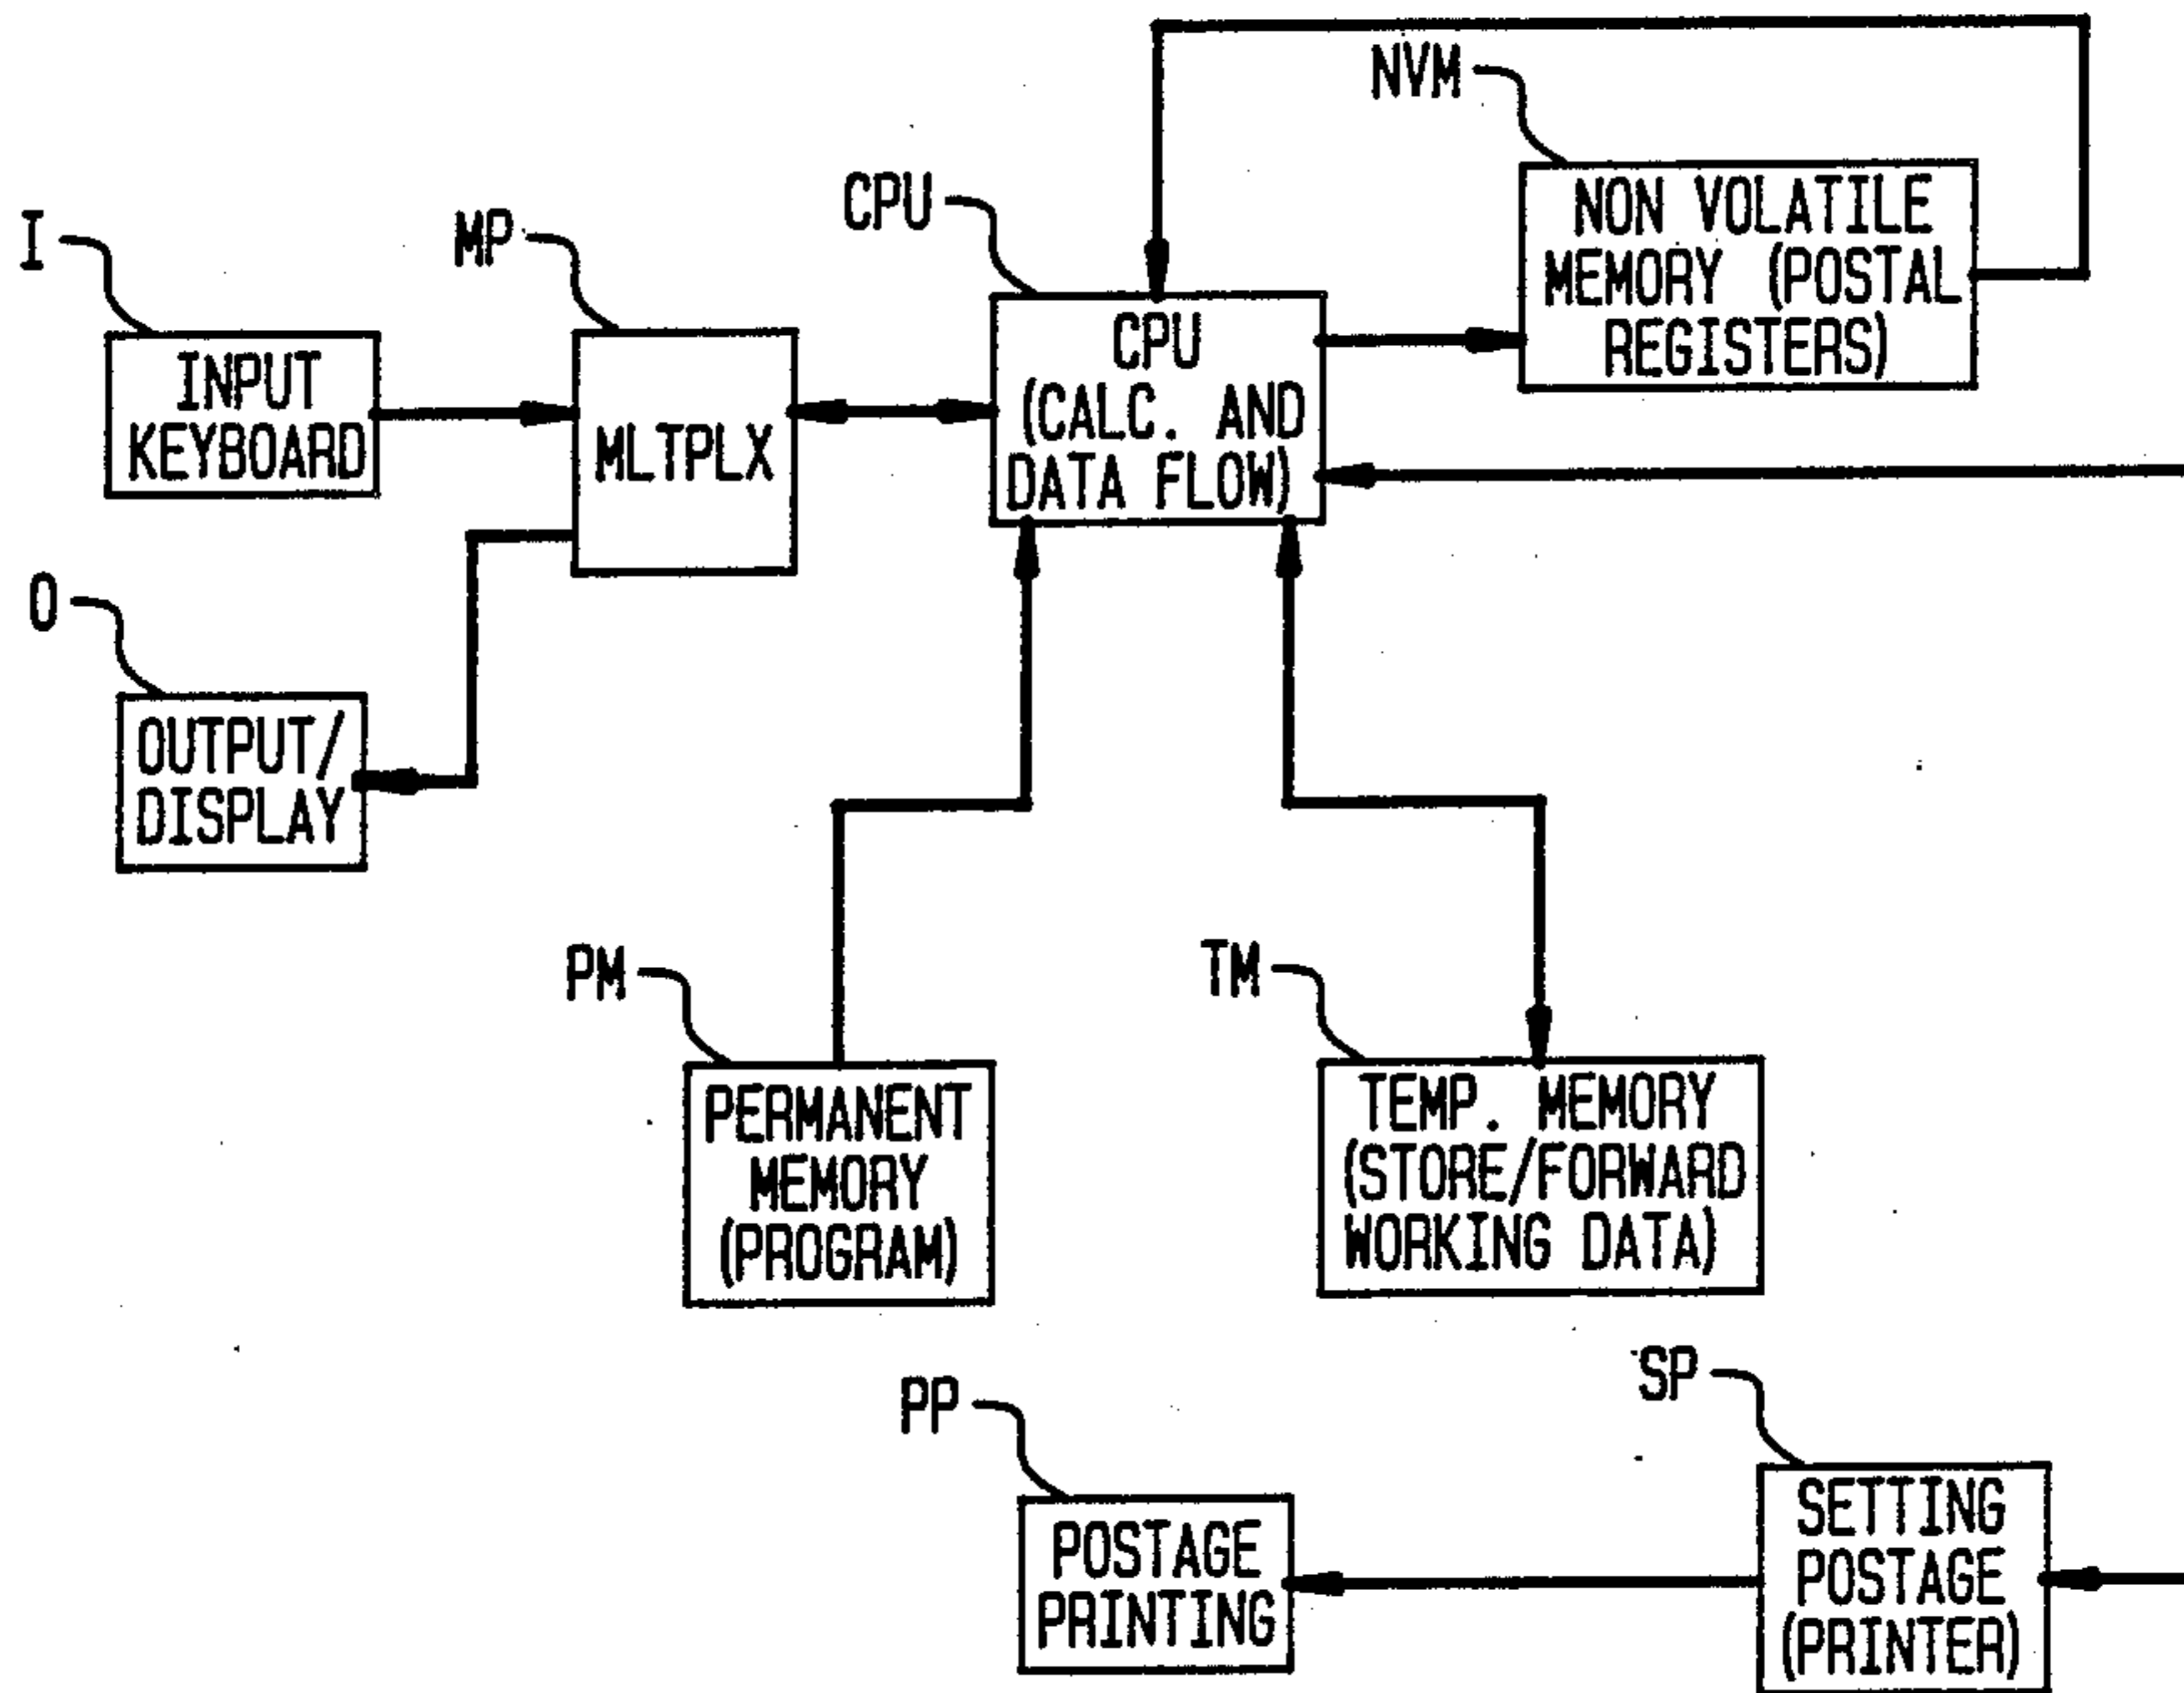 NVM
CPU
I
MP
NON VOLATILE
MEMORY (POSTAL
REGISTERS)
INPUT
KEYBOARD
MLTPLX
CPU
(CALC. AND
DATA FLOW)
O
OUTPUT/
DISPLAY
PM
TM
PERMANENT
MEMORY
(PROGRAM)
TEMP. MEMORY
(STORE/FORWARD
WORKING DATA)
PP
SP
POSTAGE
PRINTING
SETTING
POSTAGE
(PRINTER)